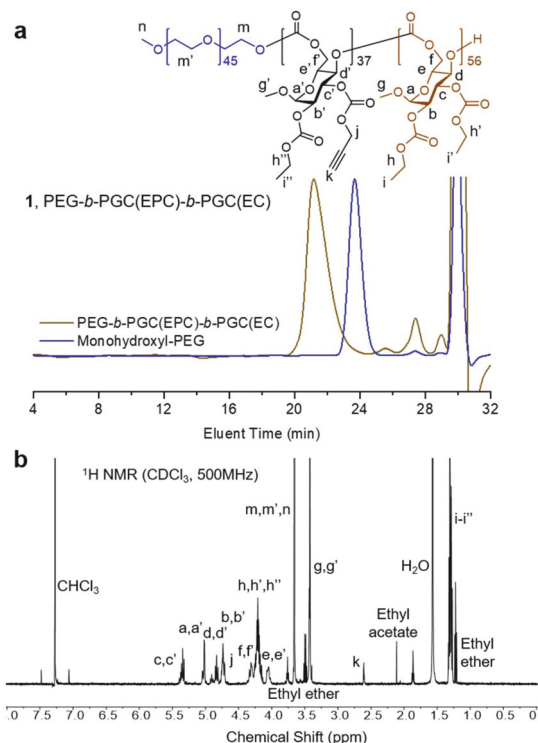 a
n
m
m’
45
O
O
O
O
O
37
O
56
H
f’
e’
d’
g’
a’
c’
b’
j
k
h’’
i’’
f
e
d
g
a
c
b
h’
i’
h
i
1, PEG-b-PGC(EPC)-b-PGC(EC)
PEG-b-PGC(EPC)-b-PGC(EC)
Monohydroxyl-PEG
4 8 12 16 20 24 28 32
Eluent Time (min)
b
¹H NMR (CDCl₃, 500MHz)
m,m’,n
i-i’’
g,g’
H₂O
CHCl₃
h,h’,h’’
b,b’
a,a’
d,d’
Ethyl
acetate
c,c’
j
f,f’
e,e’
k
Ethyl
ether
Ethyl ether
7.5 7.0 6.5 6.0 5.5 5.0 4.5 4.0 3.5 3.0 2.5 2.0 1.5 1.0 0.5 0
Chemical Shift (ppm)